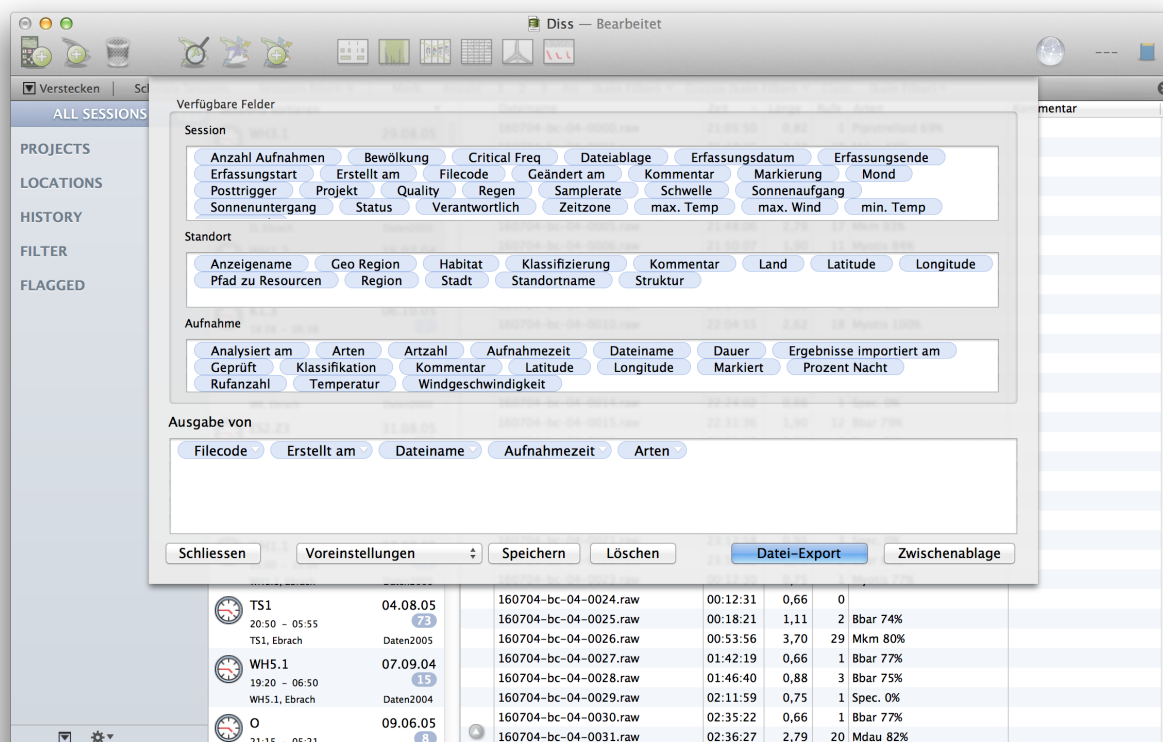 Diss — Bearbeitet
---
Verstecken
ALL SESSIONS
PROJECTS
LOCATIONS
HISTORY
FILTER
FLAGGED
mentar
Verfügbare Felder
Session
Anzahl Aufnahmen Bewölkung Critical Freq Dateiablage Erfassungsdatum Erfassungsende
Erfassungstart Erstellt am Filecode Geändert am Kommentar Markierung Mond
Posttrigger Projekt Quality Regen Samplerate Schwelle Sonnenaufgang
Sonnenuntergang Status Verantwortlich Zeitzone max. Temp max. Wind min. Temp
Standort
Anzeigename Geo Region Habitat Klassifizierung Kommentar Land Latitude Longitude
Pfad zu Resourcen Region Stadt Standortname Struktur
Aufnahme
Analysiert am Arten Artzahl Aufnahmezeit Dateiname Dauer Ergebnisse importiert am
Geprüft Klassifikation Kommentar Latitude Longitude Markiert Prozent Nacht
Rufanzahl Temperatur Windgeschwindigkeit
Ausgabe von
Filecode Erstellt am Dateiname Aufnahmezeit Arten
Schliessen Voreinstellungen Speichern Löschen Datei-Export Zwischenablage
TS1 04.08.05
20:50 - 05:55 73
TS1, Ebrach Daten2005
WH5.1 07.09.04
19:20 - 06:50 15
WH5.1, Ebrach Daten2004
O 09.06.05
21:15 - 05:21 8
160704-bc-04-0024.raw 00:12:31 0,66 0
160704-bc-04-0025.raw 00:18:21 1,11 2 Bbar 74%
160704-bc-04-0026.raw 00:53:56 3,70 29 Mkm 80%
160704-bc-04-0027.raw 01:42:19 0,66 1 Bbar 77%
160704-bc-04-0028.raw 01:46:40 0,88 3 Bbar 75%
160704-bc-04-0029.raw 02:11:59 0,75 1 Spec. 0%
160704-bc-04-0030.raw 02:35:22 0,66 1 Bbar 77%
160704-bc-04-0031.raw 02:36:27 2,79 20 Mdau 82%